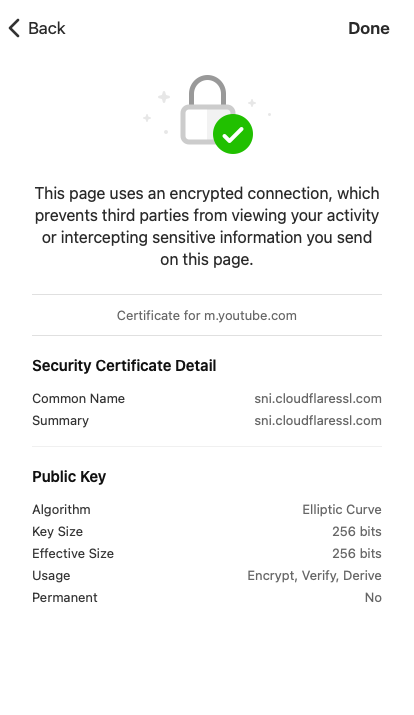 Back
Done
This page uses an encrypted connection, which
prevents third parties from viewing your activity
or intercepting sensitive information you send
on this page.
Certificate for m.youtube.com
Security Certificate Detail
Common Name sni.cloudflaressl.com
Summary sni.cloudflaressl.com
Public Key
Algorithm Elliptic Curve
Key Size 256 bits
Effective Size 256 bits
Usage Encrypt, Verify, Derive
Permanent No